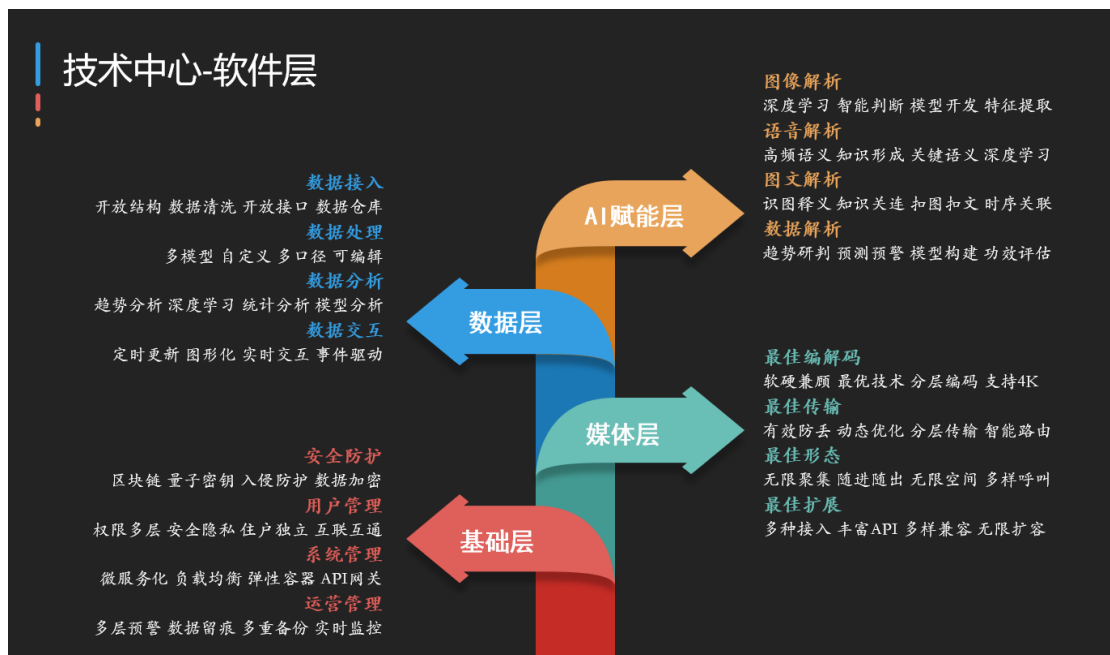 技术中心-软件层
图像解析
深度学习 智能判断 模型开发 特征提取
语音解析
高频语义 知识形成 关键语义 深度学习
图文解析
识图释义 知识关连 扣图扣文 时序关联
数据解析
趋势研判 预测预警 模型构建 功效评估
AI赋能层
数据接入
开放结构 数据清洗 开放接口 数据仓库
数据处理
多模型 自定义 多口径 可编辑
数据分析
趋势分析 深度学习 统计分析 模型分析
数据交互
定时更新 图形化 实时交互 事件驱动
数据层
最佳编解码
软硬兼顾 最优技术 分层编码 支持4K
最佳传输
有效防丢 动态优化 分层传输 智能路由
最佳形态
无限聚集 随进随出 无限空间 多样呼叫
最佳扩展
多种接入 丰富API 多样兼容 无限扩容
媒体层
安全防护
区块链 量子密钥 入侵防护 数据加密
用户管理
权限多层 安全隐私 住户独立 互联互通
系统管理
微服务化 负载均衡 弹性容器 API网关
运营管理
多层预警 数据留痕 多重备份 实时监控
基础层